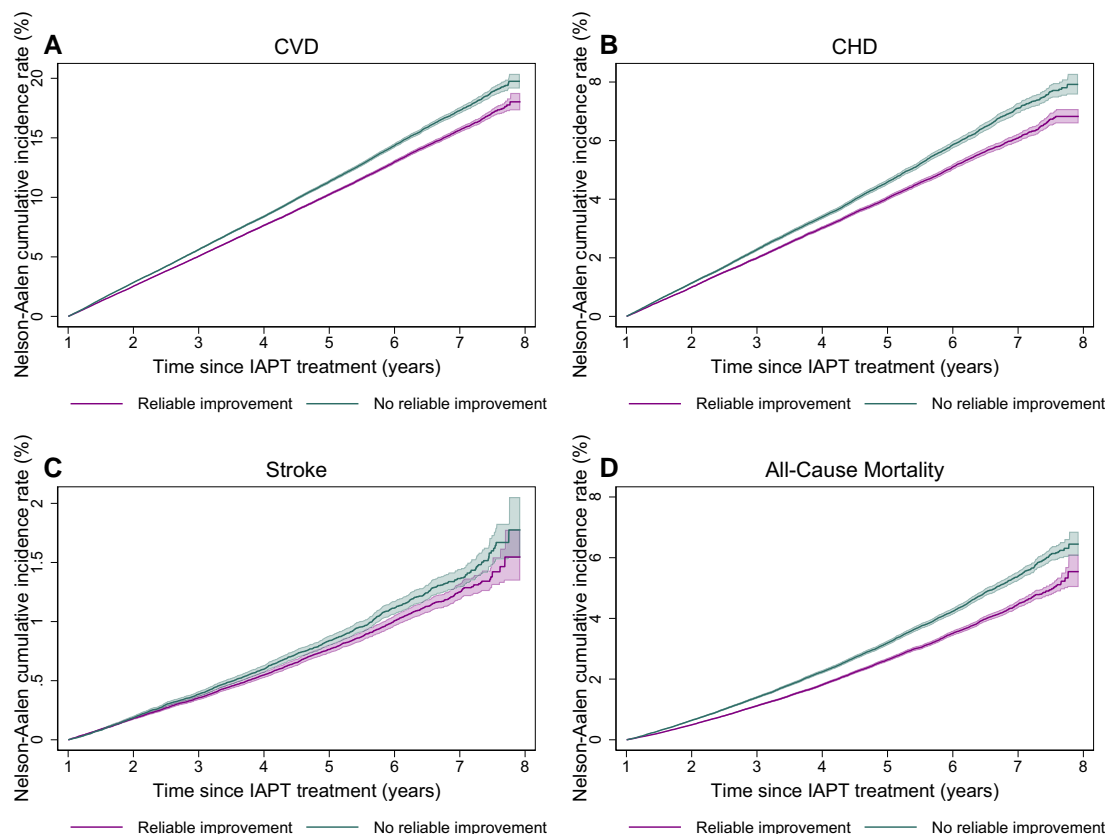 A
CVD
Nelson-Aalen cumulative incidence rate (%)
20
15
10
5
0
1 2 3 4 5 6 7 8
Time since IAPT treatment (years)
Reliable improvement No reliable improvement
B
CHD
Nelson-Aalen cumulative incidence rate (%)
8
6
4
2
0
1 2 3 4 5 6 7 8
Time since IAPT treatment (years)
Reliable improvement No reliable improvement
C
Stroke
Nelson-Aalen cumulative incidence rate (%)
2
1.5
1
.5
0
1 2 3 4 5 6 7 8
Time since IAPT treatment (years)
Reliable improvement No reliable improvement
D
All-Cause Mortality
Nelson-Aalen cumulative incidence rate (%)
8
6
4
2
0
1 2 3 4 5 6 7 8
Time since IAPT treatment (years)
Reliable improvement No reliable improvement